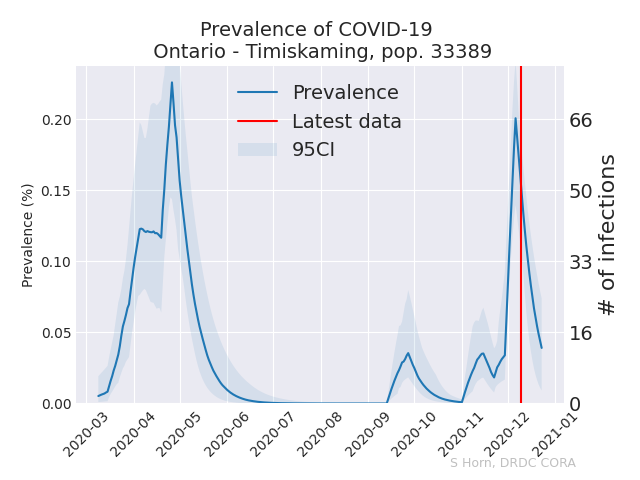 Prevalence of COVID-19
Ontario - Timiskaming, pop. 33389
Prevalence
Latest data
95CI
Prevalence (%)
0.20
0.15
0.10
0.05
0.00
66
50
33
16
0
# of infections
2020-03
2020-04
2020-05
2020-06
2020-07
2020-08
2020-09
2020-10
2020-11
2020-12
2021-01
S Horn, DRDC CORA